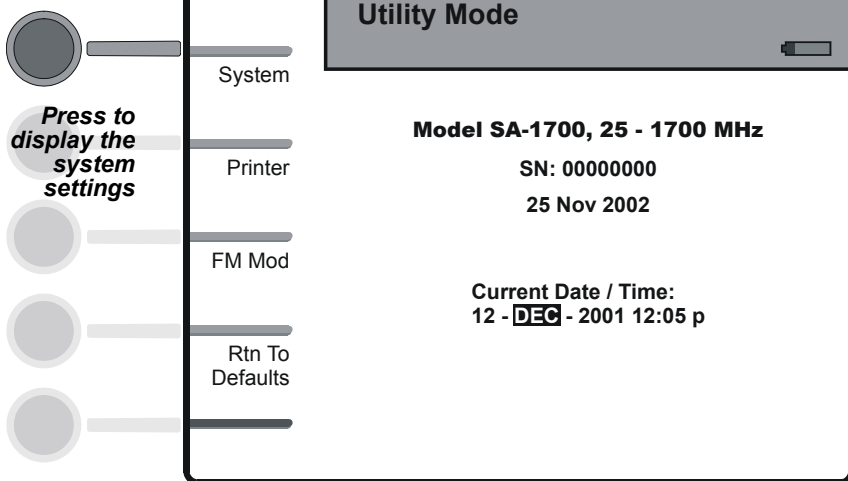 Utility Mode
System
Press to
display the
system
settings
Printer
FM Mod
Rtn To
Defaults
Model SA-1700, 25 - 1700 MHz
SN: 00000000
25 Nov 2002
Current Date / Time:
12 - DEC - 2001 12:05 p